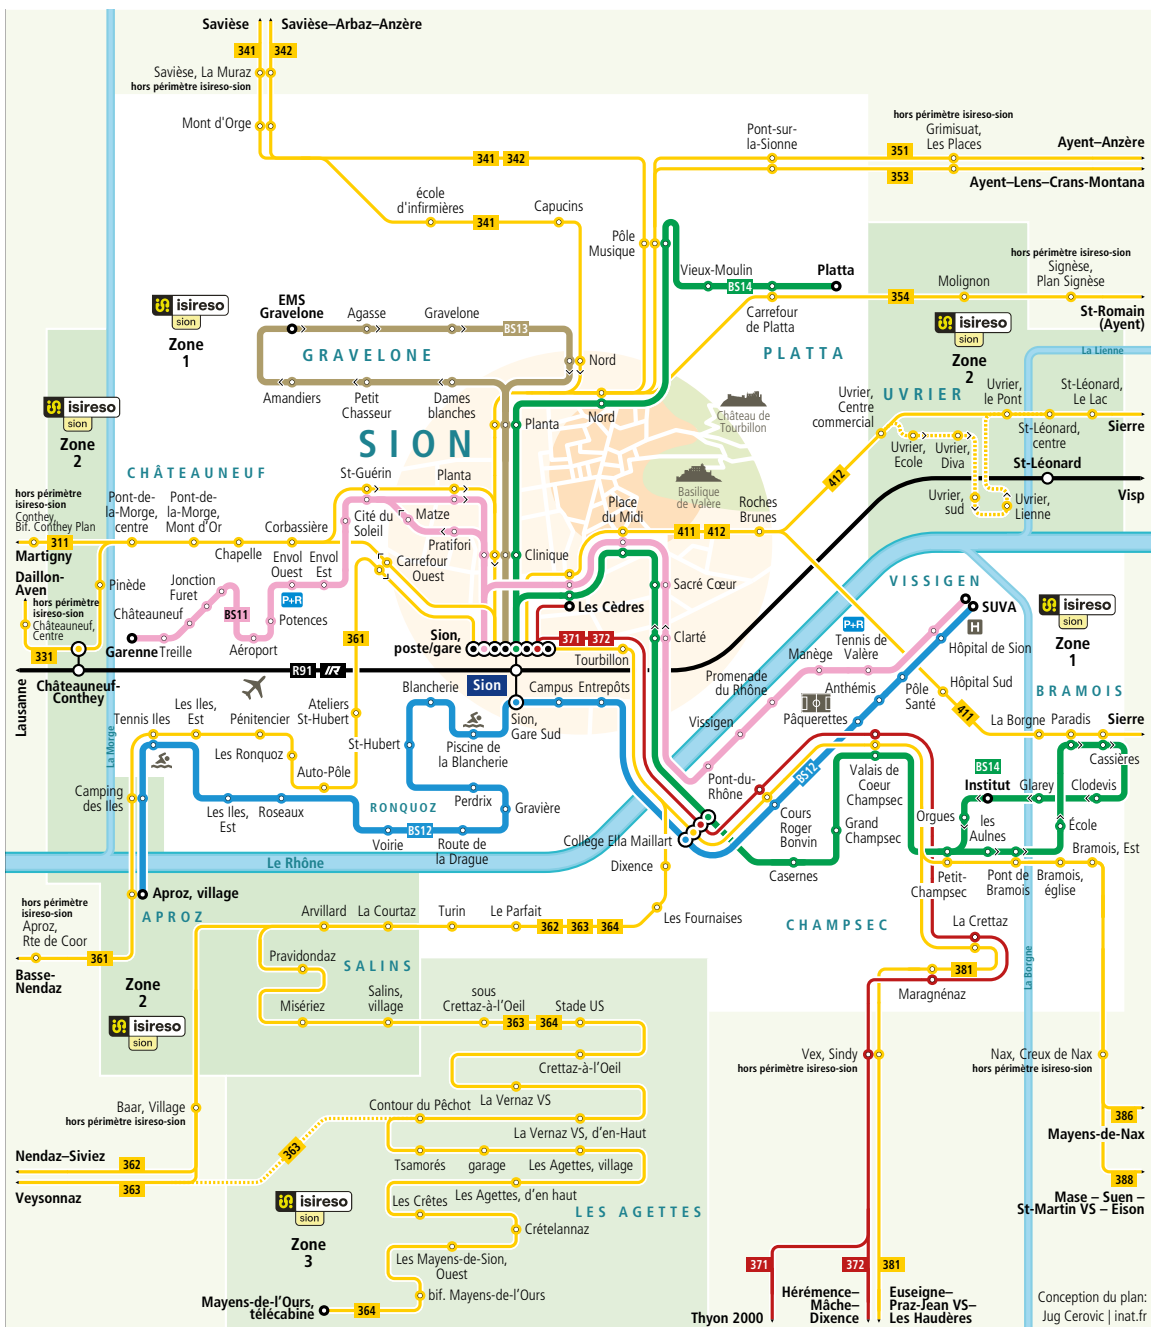 Savièse
Savièse–Arbaz–Anzère
341
342
Savièse, La Muraz
hors périmètre isireso-sion
Mont d'Orge
341 342
école
d'infirmières
341
Capucins
Pont-sur-
la-Sionne
hors périmètre isireso-sion
Grimisuat,
Les Places
351
Ayent–Anzère
353
Ayent–Lens–Crans-Montana
Pôle
Musique
Vieux-Moulin
BS14
Platta
hors périmètre isireso-sion
Signèse,
Plan Signèse
Molignon
354
St-Romain
(Ayent)
Carrefour
de Platta
PLATTA
isireso
sion
Zone
1
EMS
Gravelone
Agasse
Gravelone
BS13
GRAVELONE
Amandiers
Petit
Chasseur
Dames
blanches
Nord
Nord
Planta
SION
isireso
sion
Zone
2
La Lienne
UVRIER
Uvrier,
Centre
commercial
Uvrier,
le Pont
St-Léonard,
Le Lac
St-Léonard,
centre
Sierre
Uvrier,
Ecole
Uvrier,
Diva
St-Léonard
Visp
Uvrier,
sud
Uvrier,
Lienne
412
Château de
Tourbillon
Basilique
de Valère
isireso
sion
Zone
2
CHÂTEAUNEUF
hors périmètre
isireso-sion
Conthey,
Bif. Conthey Plan
311
Martigny
Pont-de-
la-Morge,
centre
Pont-de-
la-Morge,
Mont d'Or
Chapelle
Corbassière
St-Guérin
Planta
Cité du
Soleil
Matze
Pratifori
Carrefour
Ouest
Clinique
Place
du Midi
411 412
Roches
Brunes
Daillon-
Aven
hors périmètre
isireso-sion
Châteauneuf,
Centre
331
Pinède
Jonction
Furet
Châteauneuf
BS11
Garenne
Treille
Aéroport
Envol
Ouest
Envol
Est
P+R
Potences
361
Sion,
poste/gare
Les Cèdres
371 372
Tourbillon
Sacré Cœur
Clarté
VISSIGEN
SUVA
H
Hôpital de Sion
P+R
Tennis de
Valère
Manège
Promenade
du Rhône
Vissigen
Anthémis
Pâquerettes
Pôle
Santé
Hôpital Sud
411
isireso
sion
Zone
1
BRAMOIS
Lausanne
Châteauneuf-
Conthey
R91 IR
Sion
Sion,
Gare Sud
Blancherie
Campus
Entrepôts
Piscine de
la Blancherie
St-Hubert
Perdrix
Gravière
RONQUOZ
BS12
Voirie
Route de
la Drague
La Morge
Tennis Iles
Les Iles,
Est
Pénitencier
Les Ronquoz
Ateliers
St-Hubert
Auto-Pôle
Camping
des Iles
Les Iles,
Est
Roseaux
Le Rhône
Pont-du-
Rhône
BS12
Cours
Roger
Bonvin
Collège Ella Maillart
Casernes
Valais de
Coeur
Champsec
Grand
Champsec
Orgues
Petit-
Champsec
La Borgne
Paradis
Sierre
Cassières
BS14
Institut
Glarey
Clodevis
les
Aulnes
École
Pont de
Bramois
Bramois,
église
Bramois, Est
Dixence
Les Fournaises
CHAMPSEC
La Crettaz
381
Maragnénaz
La Borgne
Aproz, village
APROZ
hors périmètre
isireso-sion
Aproz,
Rte de Coor
361
Basse-
Nendaz
Zone
2
isireso
sion
Arvillard
La Courtaz
Turin
Le Parfait
362 363 364
Pravidondaz
SALINS
Misériez
Salins,
village
sous
Crettaz-à-l'Oeil
363 364
Stade US
Crettaz-à-l'Oeil
La Vernaz VS
Contour du Pêchot
La Vernaz VS, d'en-Haut
363
Tsamorés
garage
Les Agettes, village
Les Agettes, d'en haut
LES AGETTES
Les Crêtes
Crételannaz
Les Mayens-de-Sion,
Ouest
bif. Mayens-de-l'Ours
364
Mayens-de-l'Ours,
télécabine
isireso
sion
Zone
3
Baar, Village
hors périmètre isireso-sion
Nendaz–Siviez
362
Veysonnaz
363
Vex, Sindy
hors périmètre isireso-sion
Nax, Creux de Nax
hors périmètre isireso-sion
386
Mayens-de-Nax
388
Mase – Suen –
St-Martin VS – Eison
371
Thyon 2000
372
Hérémence–
Mâche–
Dixence
381
Euseigne–
Praz-Jean VS–
Les Haudères
Conception du plan:
Jug Cerovic | inat.fr